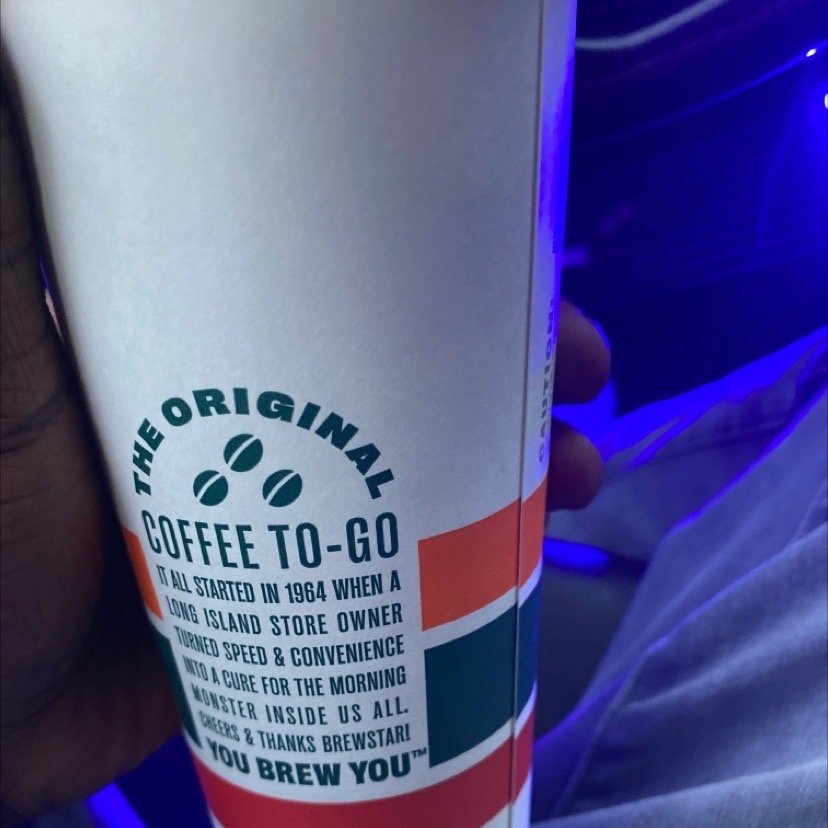 THE ORIGINAL
COFFEE TO-GO
IT ALL STARTED IN 1964 WHEN A
LONG ISLAND STORE OWNER
TURNED SPEED & CONVENIENCE
INTO A CURE FOR THE MORNING
MONSTER INSIDE US ALL.
CHEERS & THANKS BREWSTAR!
YOU BREW YOU™
CAUTION: